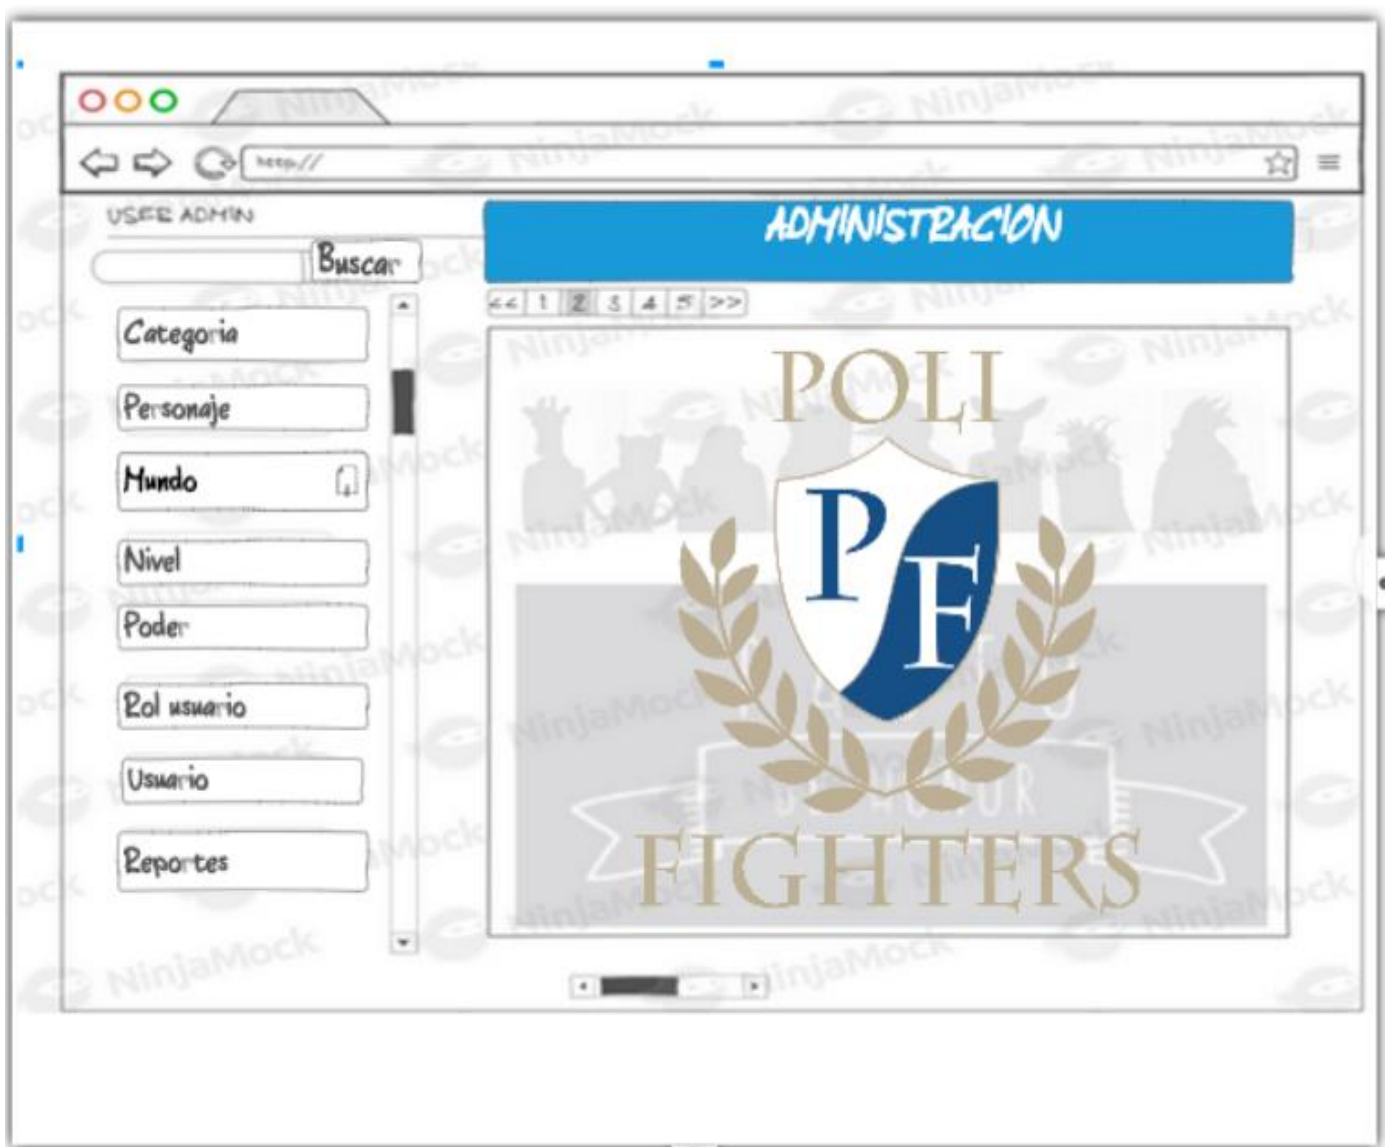 http://
USER ADMIN
ADMINISTRACION
Buscar
<< 1 2 3 4 5 >>
Categoria
Personaje
Mundo
Nivel
Poder
Rol usuario
Usuario
Reportes
POLI
P
F
FIGHTERS
NinjaMock